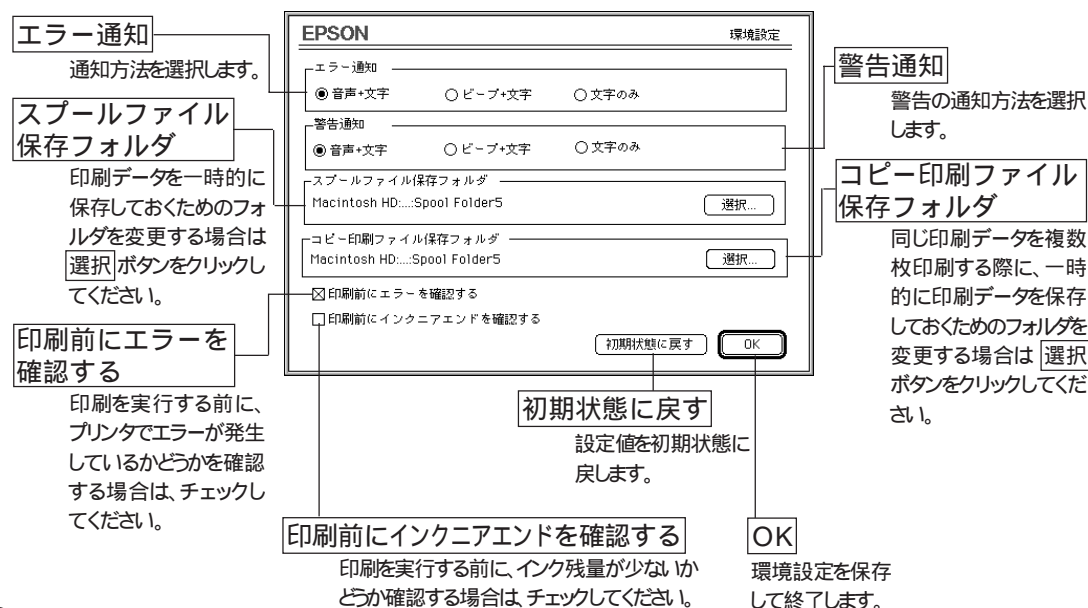 エラー通知
通知方法を選択します。
スプールファイル
保存フォルダ
印刷データを一時的に
保存しておくためのフォ
ルダを変更する場合は
選択 ボタンをクリックし
てください。
印刷前にエラーを
確認する
印刷を実行する前に、
プリンタでエラーが発生
しているかどうかを確認
する場合は、チェックし
てください。
EPSON 環境設定
エラー通知
音声+文字 ビープ+文字 文字のみ
警告通知
音声+文字 ビープ+文字 文字のみ
スプールファイル保存フォルダ
Macintosh HD:...:Spool Folder5 選択...
コピー印刷ファイル保存フォルダ
Macintosh HD:...:Spool Folder5 選択...
印刷前にエラーを確認する
印刷前にインクニアエンドを確認する
初期状態に戻す OK
警告通知
警告の通知方法を選択
します。
コピー印刷ファイル
保存フォルダ
同じ印刷データを複数
枚印刷する際に、一時
的に印刷データを保存
しておくためのフォルダを
変更する場合は 選択
ボタンをクリックしてくだ
さい。
初期状態に戻す
設定値を初期状態に
戻します。
印刷前にインクニアエンドを確認する
印刷を実行する前に、インク残量が少ないか
どうか確認する場合は、チェックしてください。
OK
環境設定を保存
して終了します。